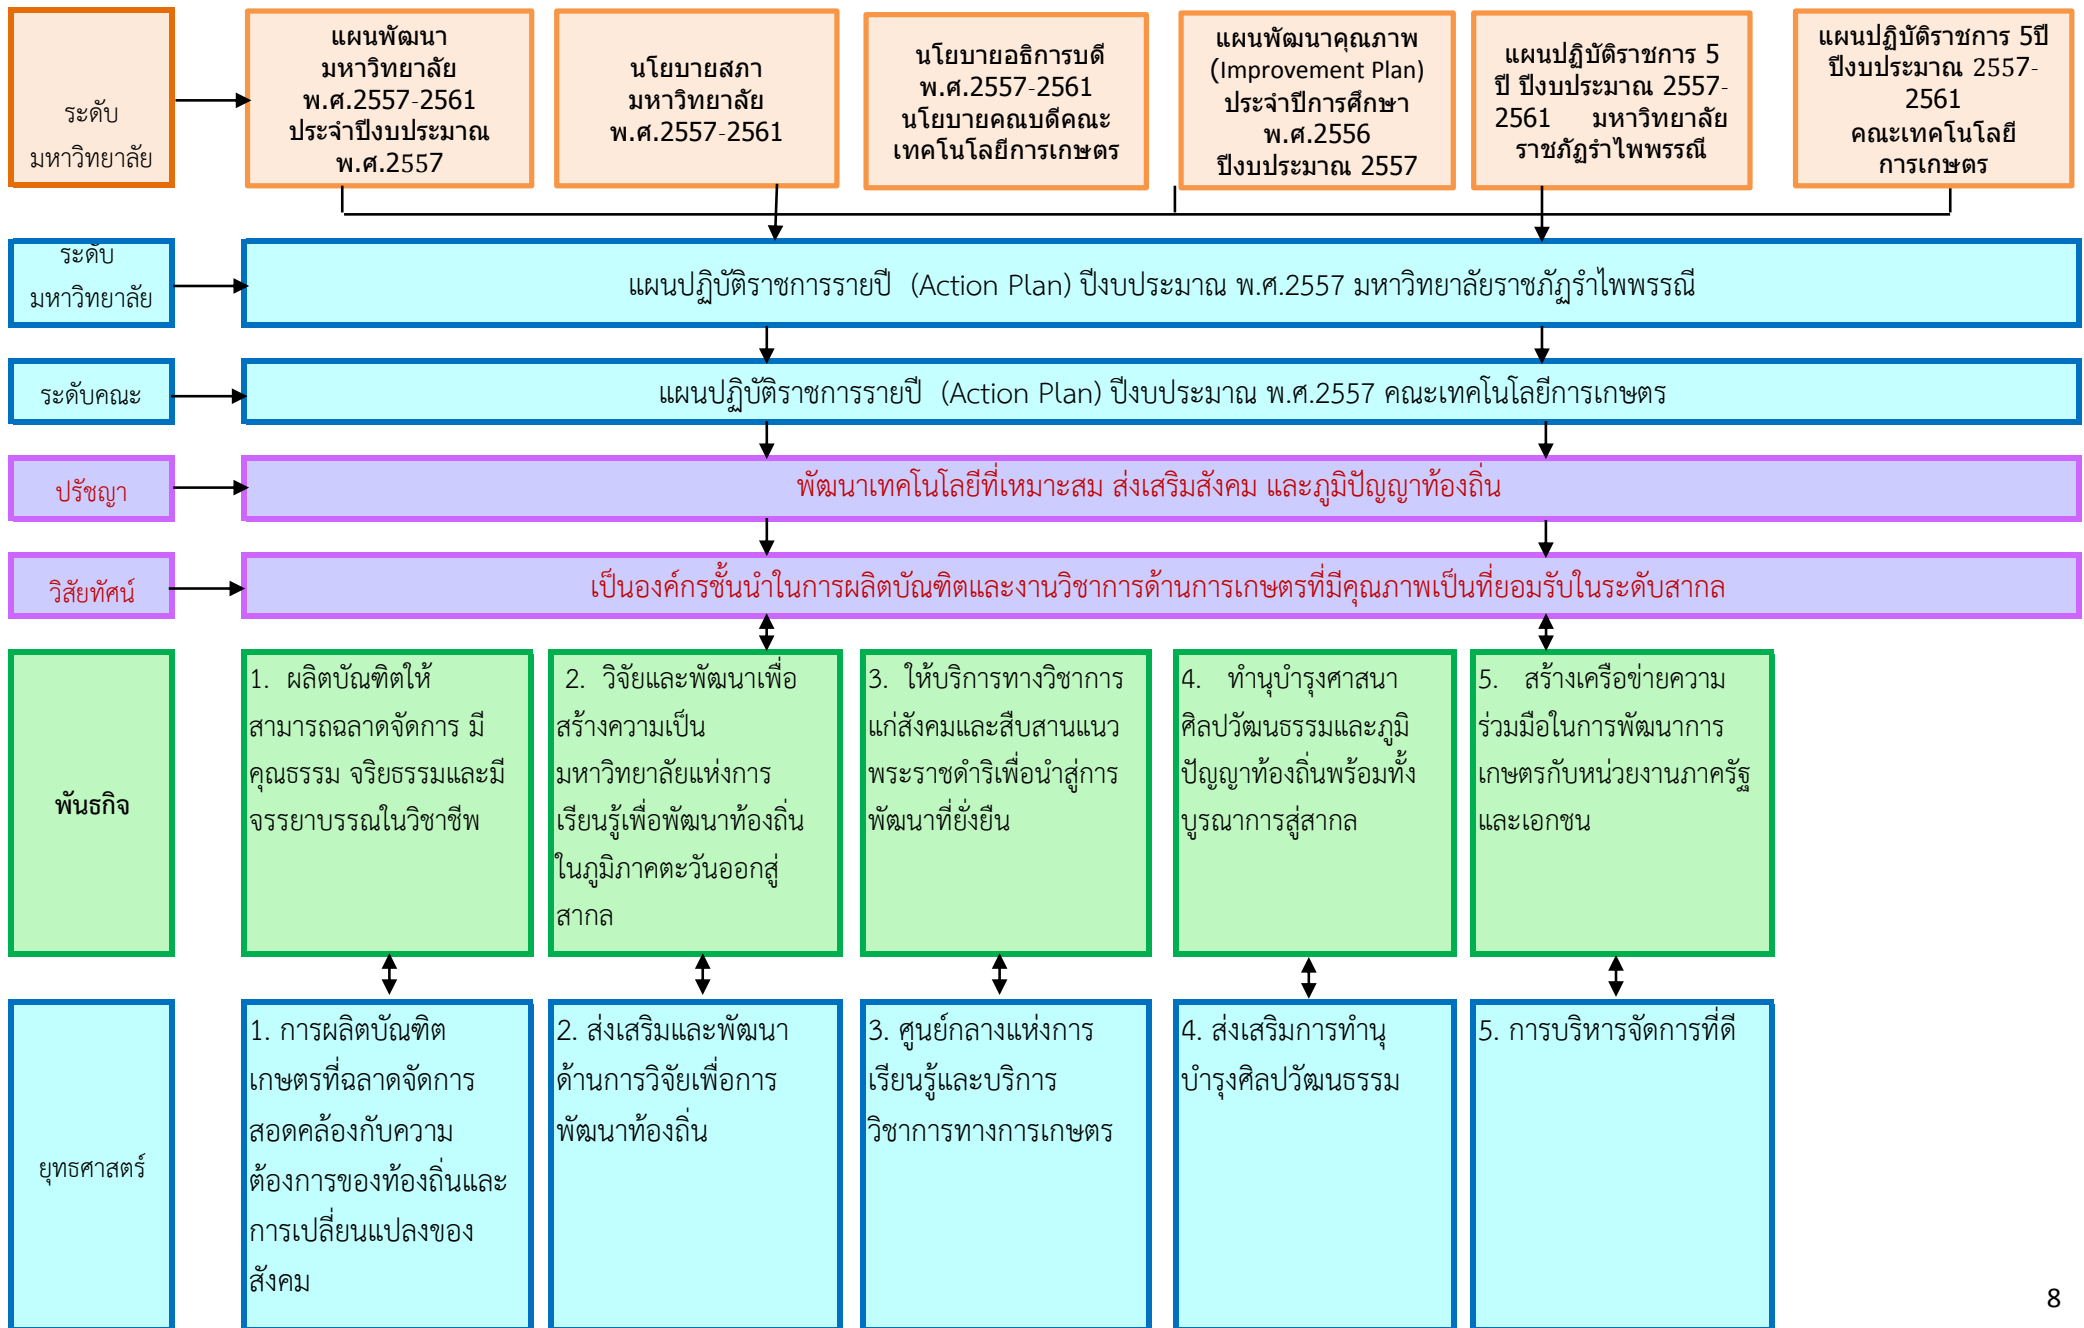 ระดับ
มหาวิทยาลัย
แผนพัฒนา
มหาวิทยาลัย
พ.ศ.2557-2561
ประจำปีงบประมาณ
พ.ศ.2557
นโยบายสภา
มหาวิทยาลัย
พ.ศ.2557-2561
นโยบายอธิการบดี
พ.ศ.2557-2561
นโยบายคณบดีคณะ
เทคโนโลยีการเกษตร
แผนพัฒนาคุณภาพ
(Improvement Plan)
ประจำปีการศึกษา
พ.ศ.2556
ปีงบประมาณ 2557
แผนปฏิบัติราชการ 5
ปี ปีงบประมาณ 2557-
2561 มหาวิทยาลัย
ราชภัฏรำไพพรรณี
แผนปฏิบัติราชการ 5ปี
ปีงบประมาณ 2557-
2561
คณะเทคโนโลยี
การเกษตร
ระดับ
มหาวิทยาลัย
แผนปฏิบัติราชการรายปี (Action Plan) ปีงบประมาณ พ.ศ.2557 มหาวิทยาลัยราชภัฏรำไพพรรณี
ระดับคณะ
แผนปฏิบัติราชการรายปี (Action Plan) ปีงบประมาณ พ.ศ.2557 คณะเทคโนโลยีการเกษตร
ปรัชญา
พัฒนาเทคโนโลยีที่เหมาะสม ส่งเสริมสังคม และภูมิปัญญาท้องถิ่น
วิสัยทัศน์
เป็นองค์กรชั้นนำในการผลิตบัณฑิตและงานวิชาการด้านการเกษตรที่มีคุณภาพเป็นที่ยอมรับในระดับสากล
พันธกิจ
1. ผลิตบัณฑิตให้
สามารถฉลาดจัดการ มี
คุณธรรม จริยธรรมและมี
จรรยาบรรณในวิชาชีพ
2. วิจัยและพัฒนาเพื่อ
สร้างความเป็น
มหาวิทยาลัยแห่งการ
เรียนรู้เพื่อพัฒนาท้องถิ่น
ในภูมิภาคตะวันออกสู่
สากล
3. ให้บริการทางวิชาการ
แก่สังคมและสืบสานแนว
พระราชดำริเพื่อนำสู่การ
พัฒนาที่ยั่งยืน
4. ทำนุบำรุงศาสนา
ศิลปวัฒนธรรมและภูมิ
ปัญญาท้องถิ่นพร้อมทั้ง
บูรณาการสู่สากล
5. สร้างเครือข่ายความ
ร่วมมือในการพัฒนาการ
เกษตรกับหน่วยงานภาครัฐ
และเอกชน
ยุทธศาสตร์
1. การผลิตบัณฑิต
เกษตรที่ฉลาดจัดการ
สอดคล้องกับความ
ต้องการของท้องถิ่นและ
การเปลี่ยนแปลงของ
สังคม
2. ส่งเสริมและพัฒนา
ด้านการวิจัยเพื่อการ
พัฒนาท้องถิ่น
3. ศูนย์กลางแห่งการ
เรียนรู้และบริการ
วิชาการทางการเกษตร
4. ส่งเสริมการทำนุ
บำรุงศิลปวัฒนธรรม
5. การบริหารจัดการที่ดี
8